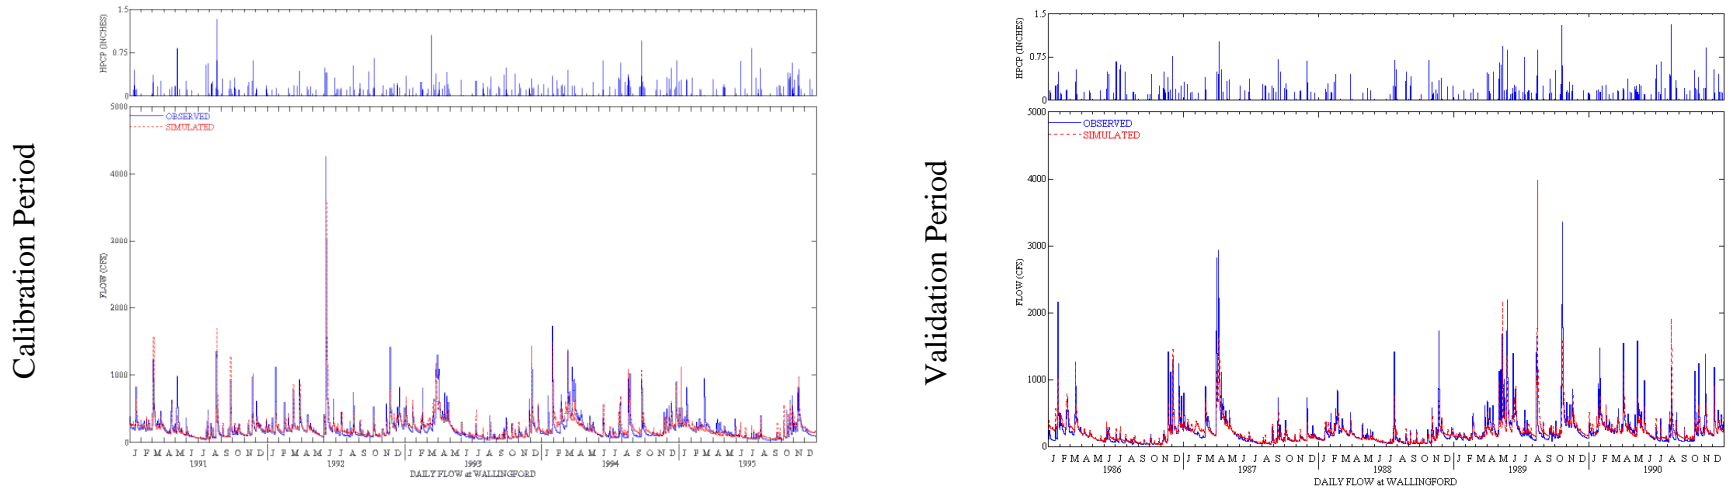 Calibration Period
HPCP (INCHES)
1.5
0.75
0
5000
4000
3000
2000
1000
0
FLOW (CFS)
OBSERVED
SIMULATED
J F M A M J J A S O N D J F M A M J J A S O N D J F M A M J J A S O N D J F M A M J J A S O N D J F M A M J J A S O N D
1991 1992 1993 1994 1995
DAILY FLOW at WALLINGFORD
Validation Period
HPCP (INCHES)
1.5
0.75
0
5000
4000
3000
2000
1000
0
FLOW (CFS)
OBSERVED
SIMULATED
J F M A M J J A S O N D J F M A M J J A S O N D J F M A M J J A S O N D J F M A M J J A S O N D J F M A M J J A S O N D
1986 1987 1988 1989 1990
DAILY FLOW at WALLINGFORD